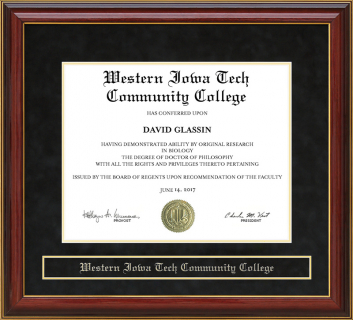 Western Iowa Tech
Community College
HAS CONFERRED UPON
DAVID GLASSIN
HAVING DEMONSTRATED ABILITY BY ORIGINAL RESEARCH
IN BIOLOGY
THE DEGREE OF DOCTOR OF PHILOSOPHY
WITH ALL THE RIGHTS AND PRIVILEGES THERETO PERTAINING
ISSUED BY THE BOARD OF REGENTS UPON RECOMMENDATION OF THE FACULTY
JUNE 14, 2017
PROVOST
PRESIDENT
Western Iowa Tech Community College